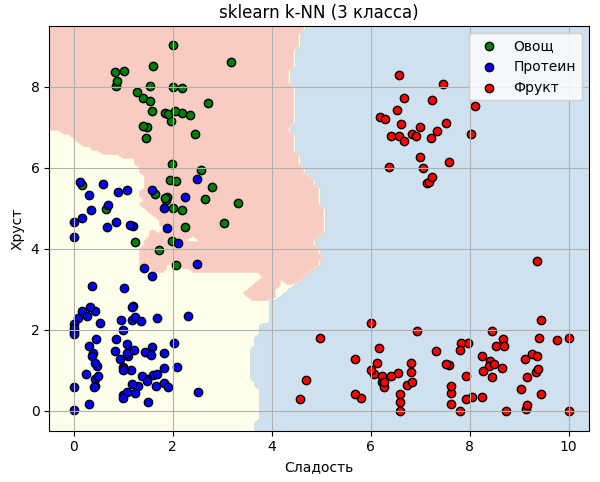 sklearn k-NN (3 класса)
Овощ
Протеин
Фрукт
Хруст
8
6
4
2
0
0 2 4 6 8 10
Сладость